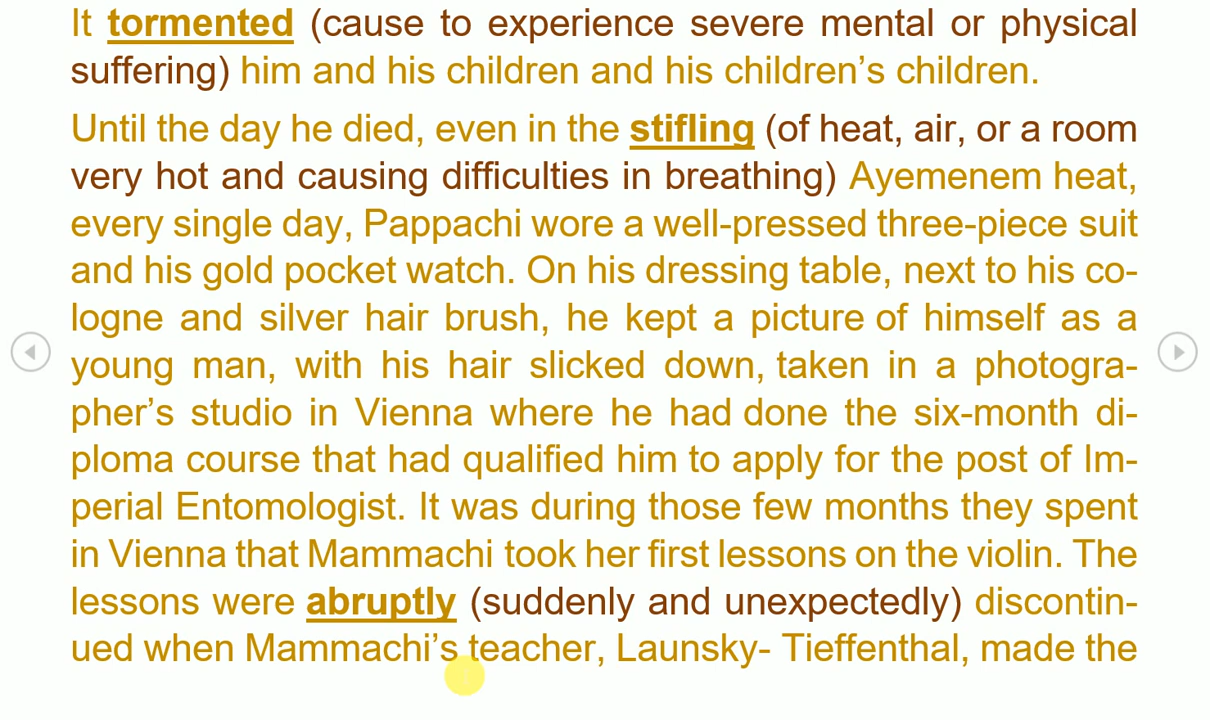 It tormented (cause to experience severe mental or physical
suffering) him and his children and his children’s children.
Until the day he died, even in the stifling (of heat, air, or a room
very hot and causing difficulties in breathing) Ayemenem heat,
every single day, Pappachi wore a well-pressed three-piece suit
and his gold pocket watch. On his dressing table, next to his co-
logne and silver hair brush, he kept a picture of himself as a
young man, with his hair slicked down, taken in a photogra-
pher’s studio in Vienna where he had done the six-month di-
ploma course that had qualified him to apply for the post of Im-
perial Entomologist. It was during those few months they spent
in Vienna that Mammachi took her first lessons on the violin. The
lessons were abruptly (suddenly and unexpectedly) discontin-
ued when Mammachi’s teacher, Launsky- Tieffenthal, made the